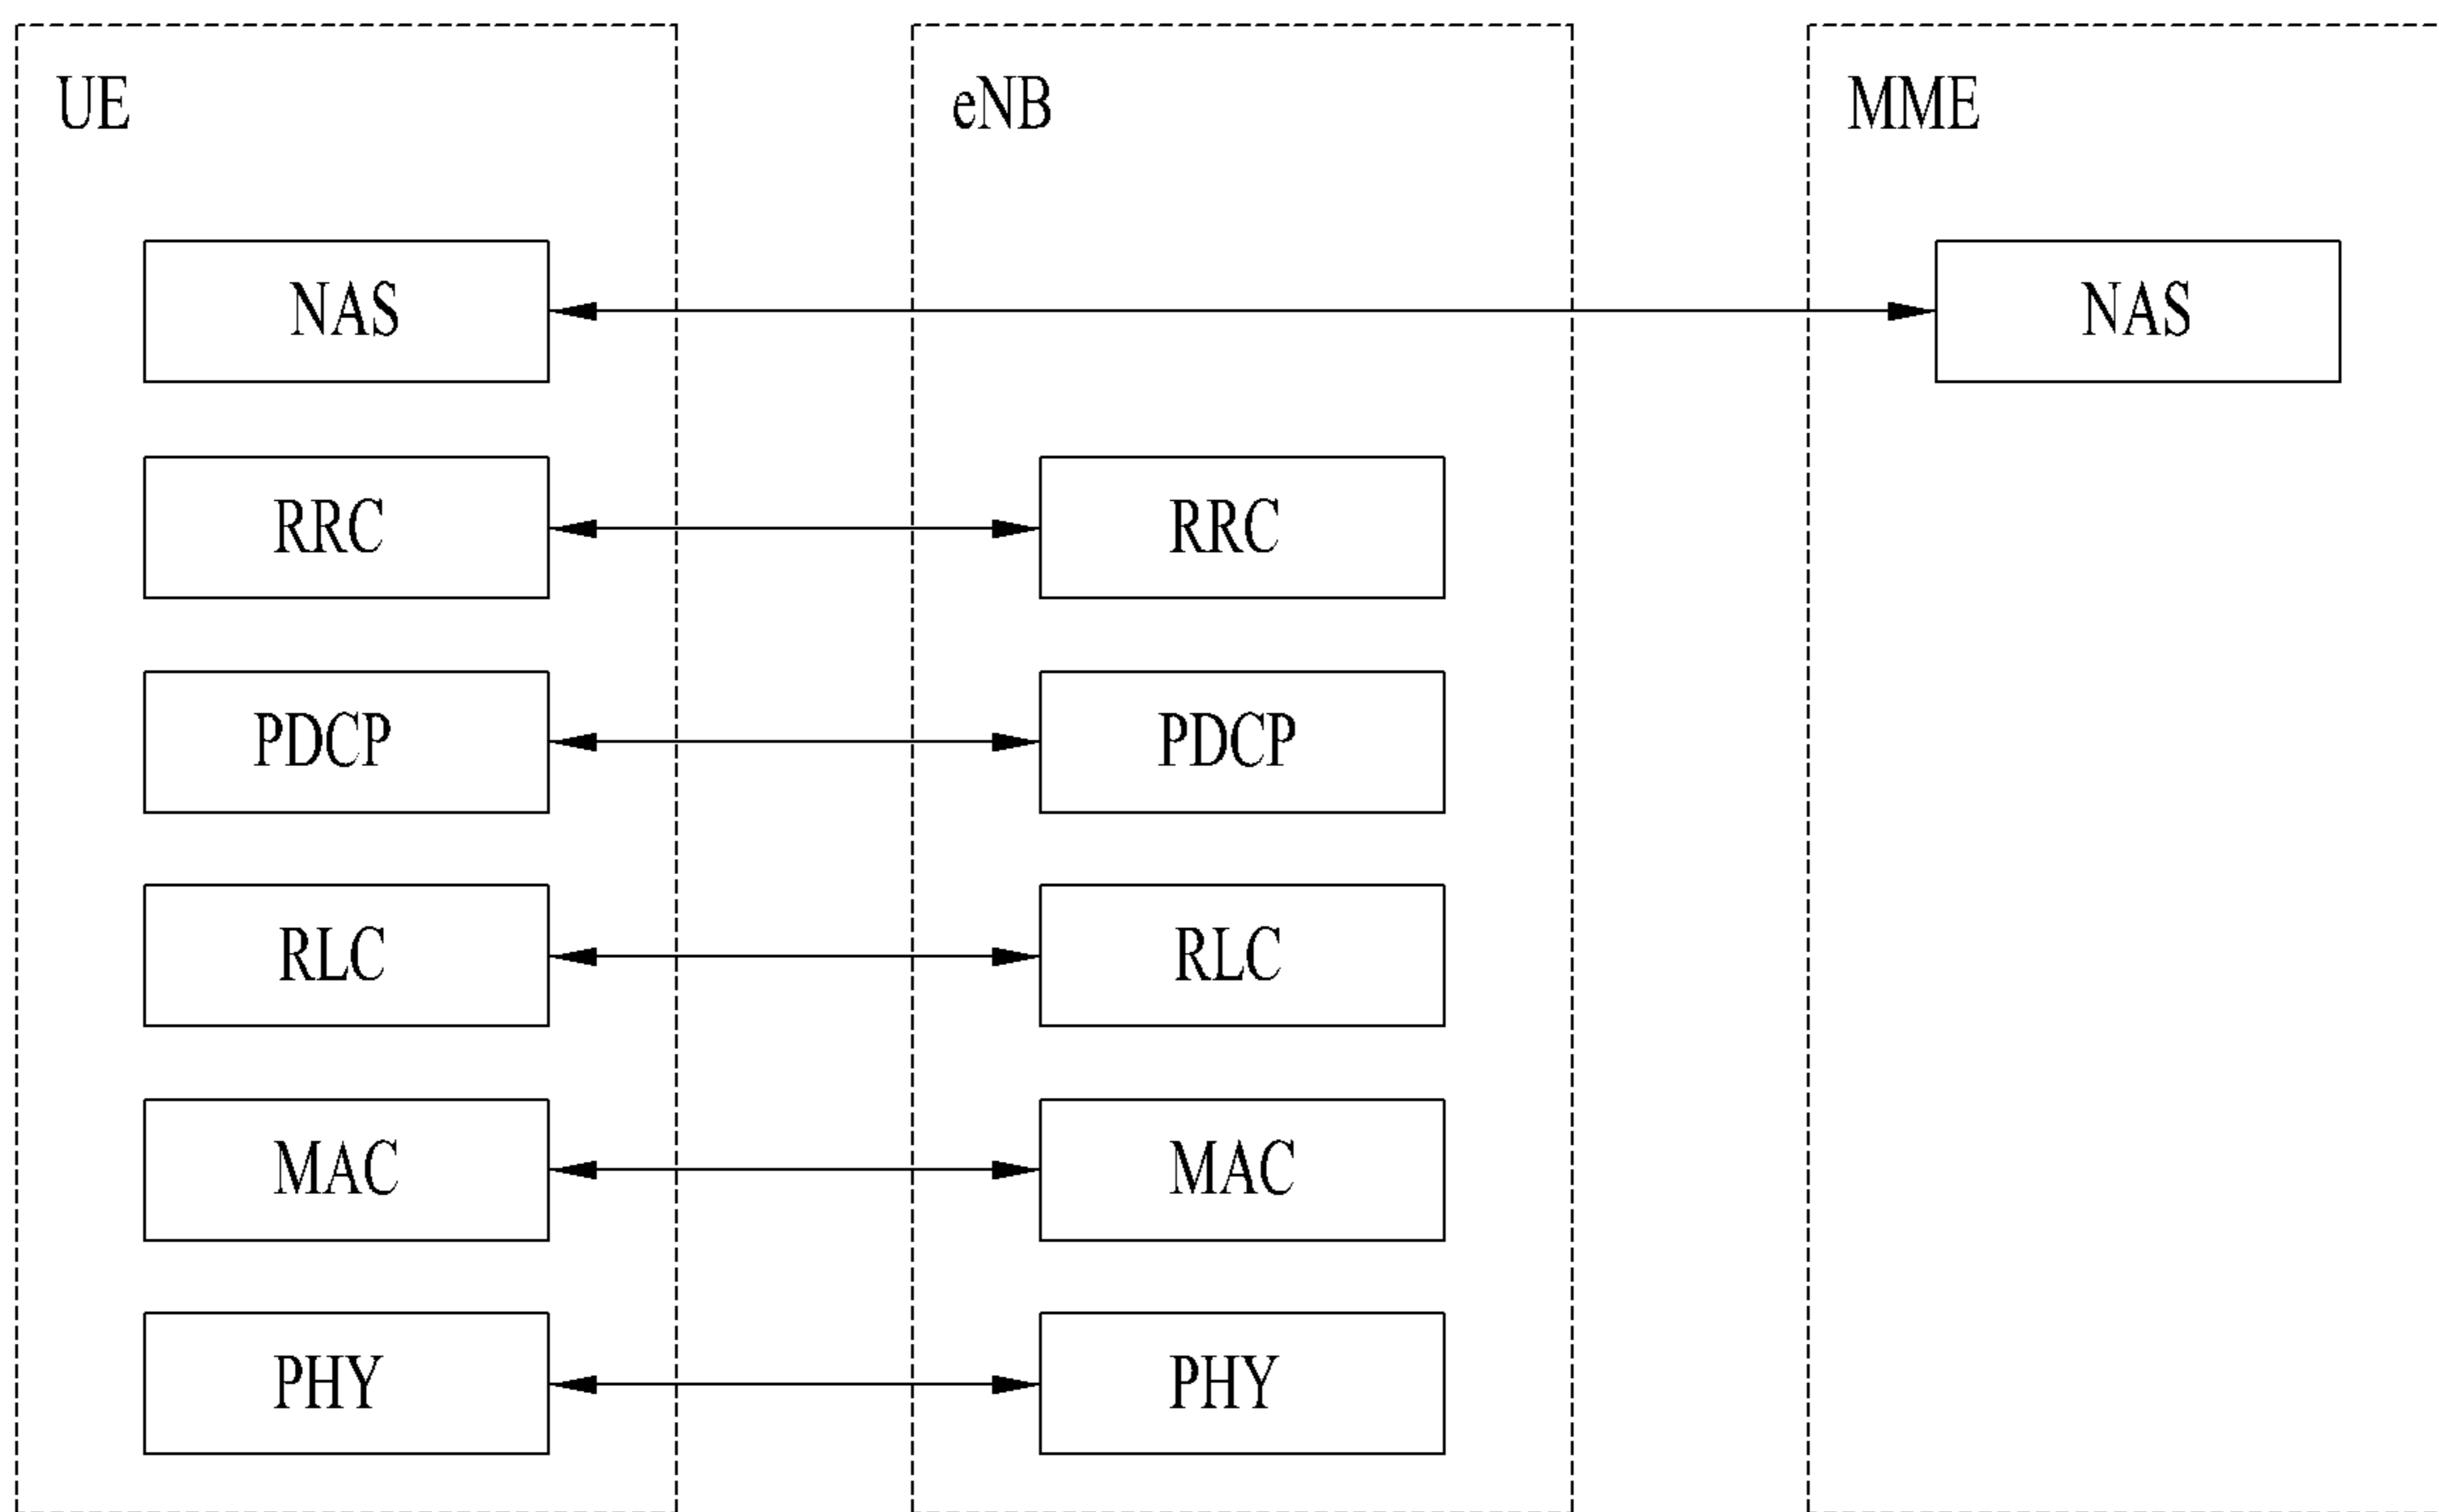 UE eNB MME
NAS NAS
RRC RRC
PDCP PDCP
RLC RLC
MAC MAC
PHY PHY